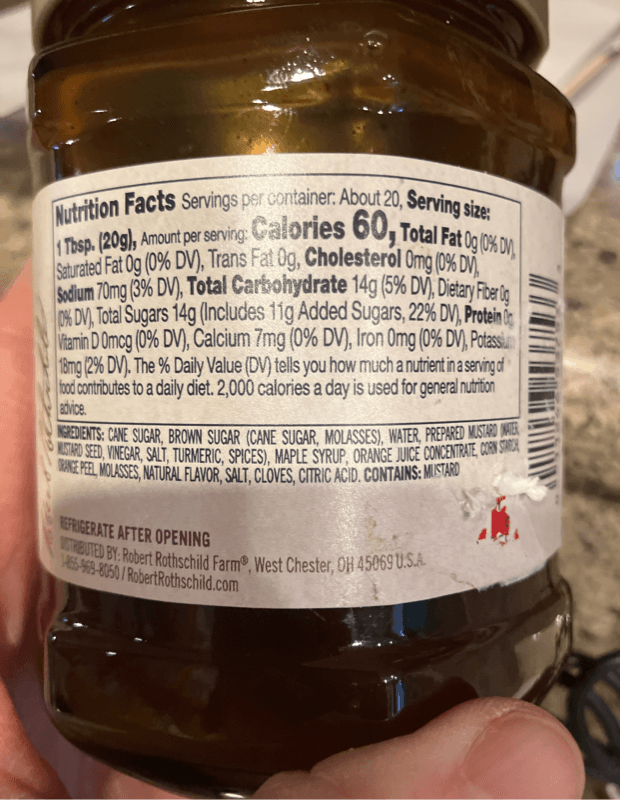 Nutrition Facts Servings per container: About 20, Serving size:
1 Tbsp. (20g), Amount per serving: Calories 60, Total Fat 0g (0% DV),
Saturated Fat 0g (0% DV), Trans Fat 0g, Cholesterol 0mg (0% DV),
Sodium 70mg (3% DV), Total Carbohydrate 14g (5% DV), Dietary Fiber 0g
(0% DV), Total Sugars 14g (Includes 11g Added Sugars, 22% DV), Protein 0g,
Vitamin D 0mcg (0% DV), Calcium 7mg (0% DV), Iron 0mg (0% DV), Potassium
18mg (2% DV). The % Daily Value (DV) tells you how much a nutrient in a serving of
food contributes to a daily diet. 2,000 calories a day is used for general nutrition
advice.
INGREDIENTS: CANE SUGAR, BROWN SUGAR (CANE SUGAR, MOLASSES), WATER, PREPARED MUSTARD (WATER,
MUSTARD SEED, VINEGAR, SALT, TURMERIC, SPICES), MAPLE SYRUP, ORANGE JUICE CONCENTRATE, CORN STARCH,
ORANGE PEEL, MOLASSES, NATURAL FLAVOR, SALT, CLOVES, CITRIC ACID. CONTAINS: MUSTARD
REFRIGERATE AFTER OPENING
DISTRIBUTED BY: Robert Rothschild Farm®, West Chester, OH 45069 U.S.A.
1-855-969-8050 / RobertRothschild.com